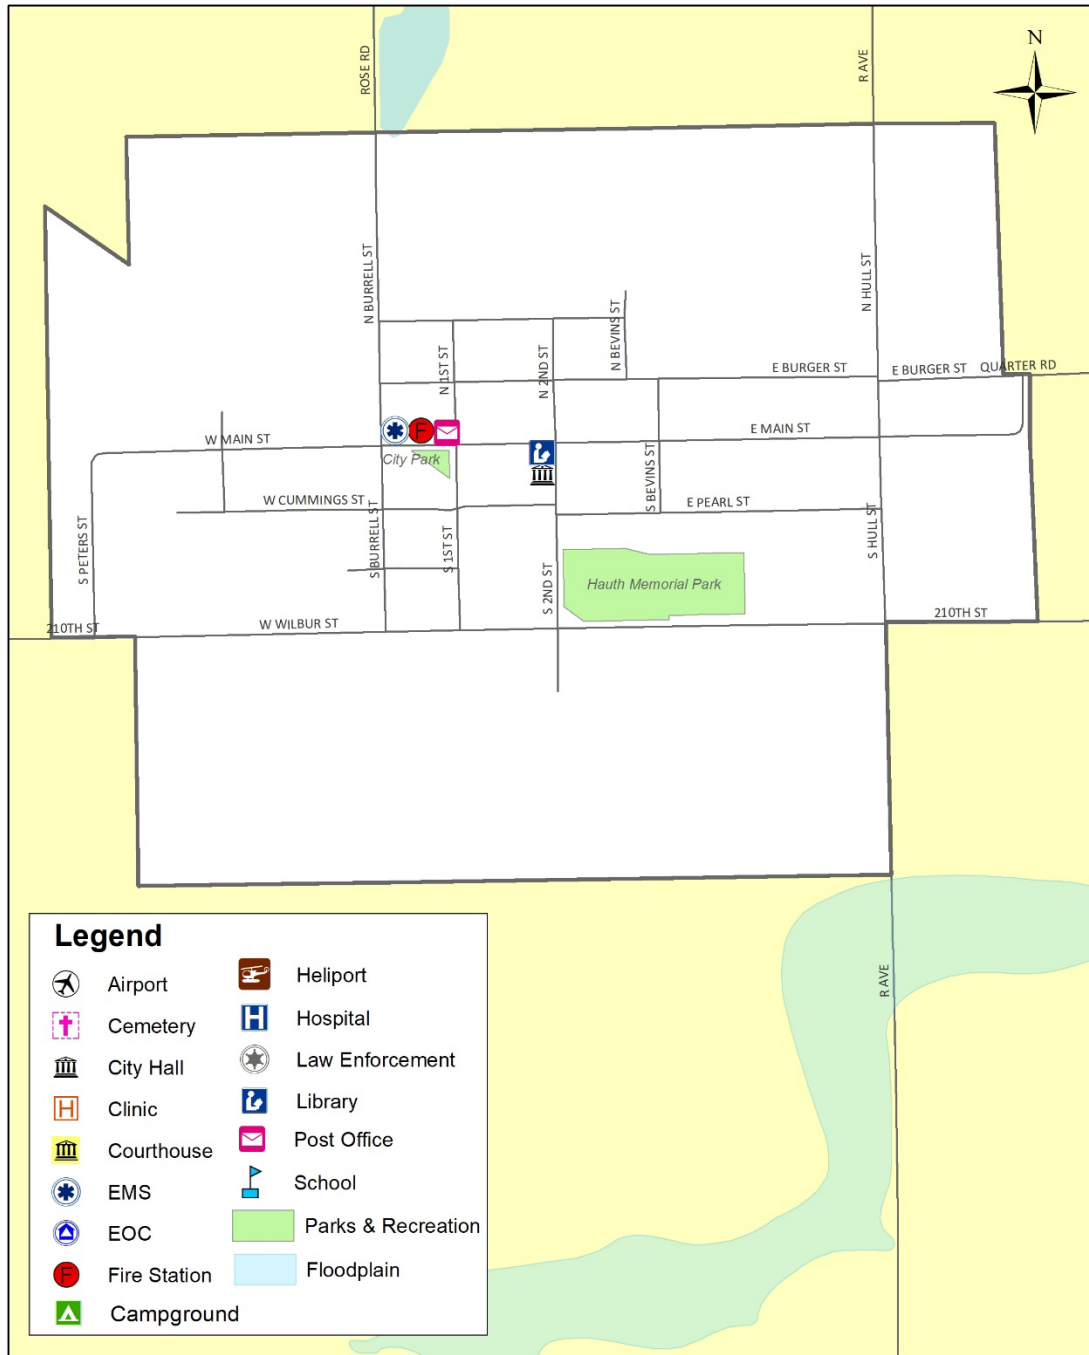 N
ROSE RD
R AVE
N BURRELL ST
N HULL ST
N BEVINS ST
N 1ST ST
N 2ND ST
E BURGER ST
E BURGER ST
QUARTER RD
W MAIN ST
F
E MAIN ST
City Park
W CUMMINGS ST
S BEVINS ST
E PEARL ST
S PETERS ST
S BURRELL ST
S 1ST ST
S 2ND ST
S HULL ST
Hauth Memorial Park
210TH ST
W WILBUR ST
210TH ST
R AVE
Legend
Airport
Cemetery
City Hall
H Clinic
Courthouse
EMS
EOC
F Fire Station
Campground
Heliport
H Hospital
Law Enforcement
Library
Post Office
School
Parks & Recreation
Floodplain